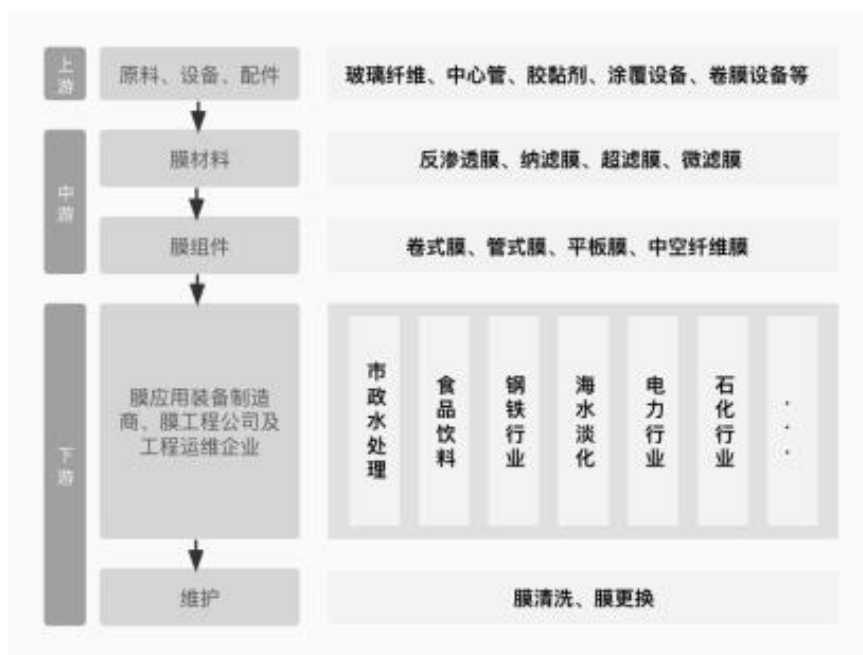 上游
原料、设备、配件
玻璃纤维、中心管、胶黏剂、涂覆设备、卷膜设备等
中游
膜材料
反渗透膜、纳滤膜、超滤膜、微滤膜
膜组件
卷式膜、管式膜、平板膜、中空纤维膜
下游
膜应用装备制造
商、膜工程公司及
工程运维企业
市政水处理
食品饮料
钢铁行业
海水淡化
电力行业
石化行业
...
维护
膜清洗、膜更换